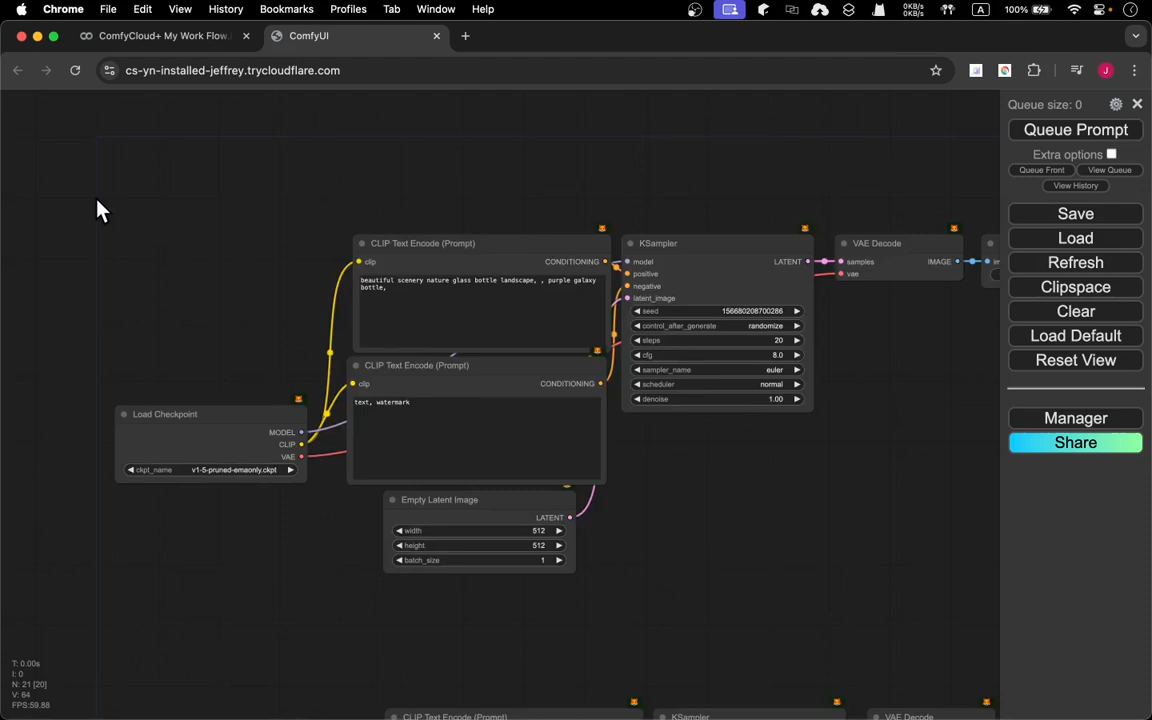 Chrome File Edit View History Bookmarks Profiles Tab Window Help 0KB/s 0KB/s A 100%
ComfyCloud+ My Work Flow. ComfyUI
cs-yn-installed-jeffrey.trycloudflare.com J
Queue size: 0
Queue Prompt
Extra options
Queue Front View Queue
View History
Save
Load
Refresh
Clipspace
Clear
Load Default
Reset View
Manager
Share
CLIP Text Encode (Prompt)
clip CONDITIONING
beautiful scenery nature glass bottle landscape, , purple galaxy
bottle,
CLIP Text Encode (Prompt)
clip CONDITIONING
text, watermark
Load Checkpoint
MODEL
CLIP
VAE
ckpt_name v1-5-pruned-emaonly.ckpt
Empty Latent Image
LATENT
width 512
height 512
batch_size 1
KSampler
model LATENT
positive
negative
latent_image
seed 156680208700286
control_after_generate randomize
steps 20
cfg 8.0
sampler_name euler
scheduler normal
denoise 1.00
VAE Decode
samples IMAGE
vae
T: 0.00s
I: 0
N: 21 [20]
V: 64
FPS:59.88
CLIP Text Encode (Prompt) KSampler VAE Decode